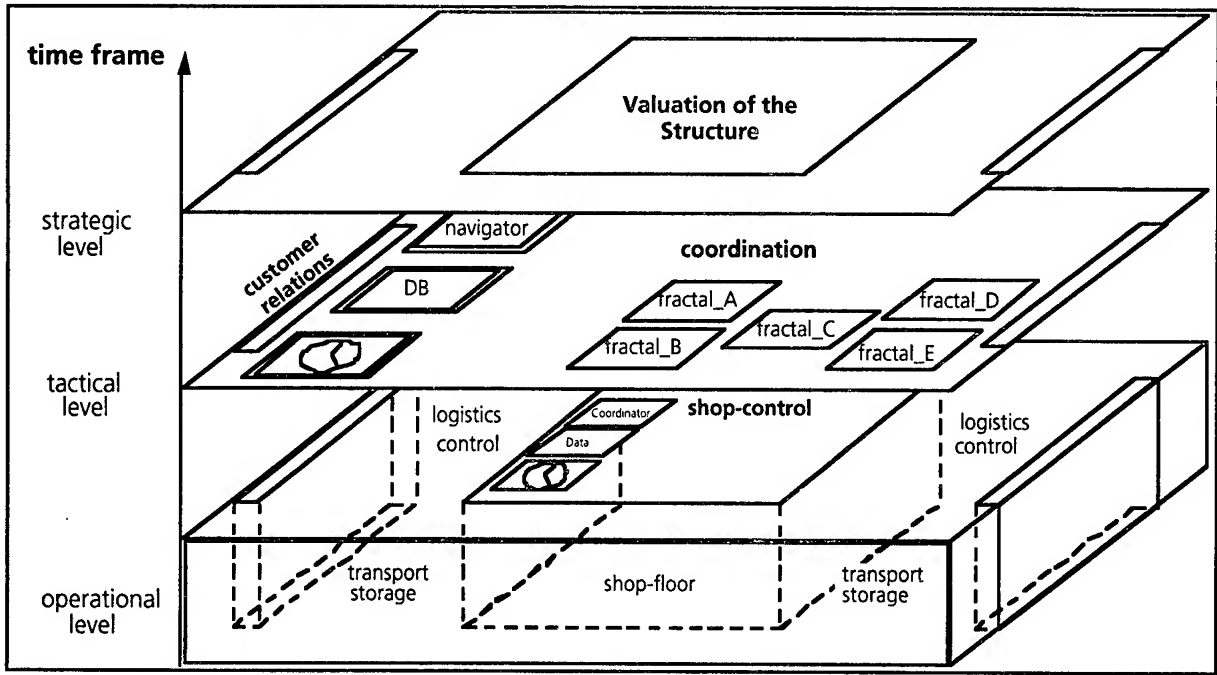 time frame
Valuation of the
Structure
strategic
level
customer
relations
navigator
DB
coordination
fractal_A
fractal_B
fractal_C
fractal_D
fractal_E
tactical
level
logistics
control
Coordinator
Data
shop-control
logistics
control
operational
level
transport
storage
shop-floor
transport
storage